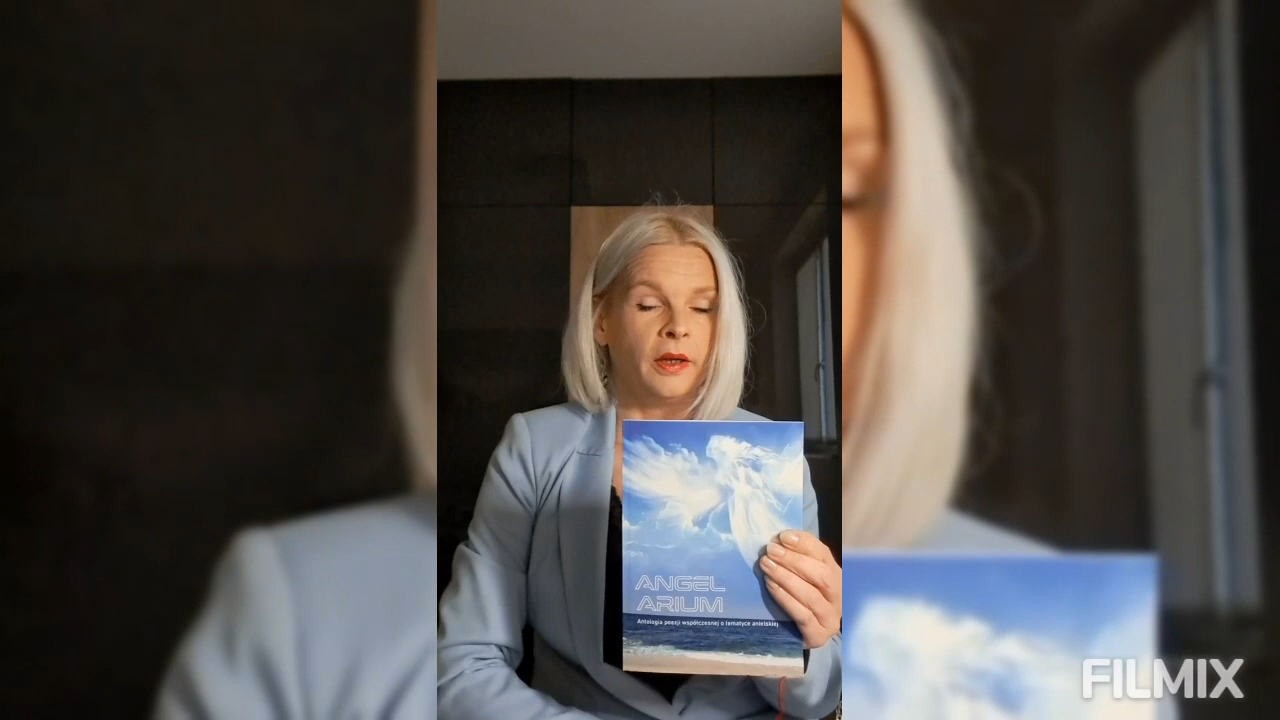 ANGEL
ARIUM
Antologia poezji współczesnej o tematyce anielskiej
FILMIX